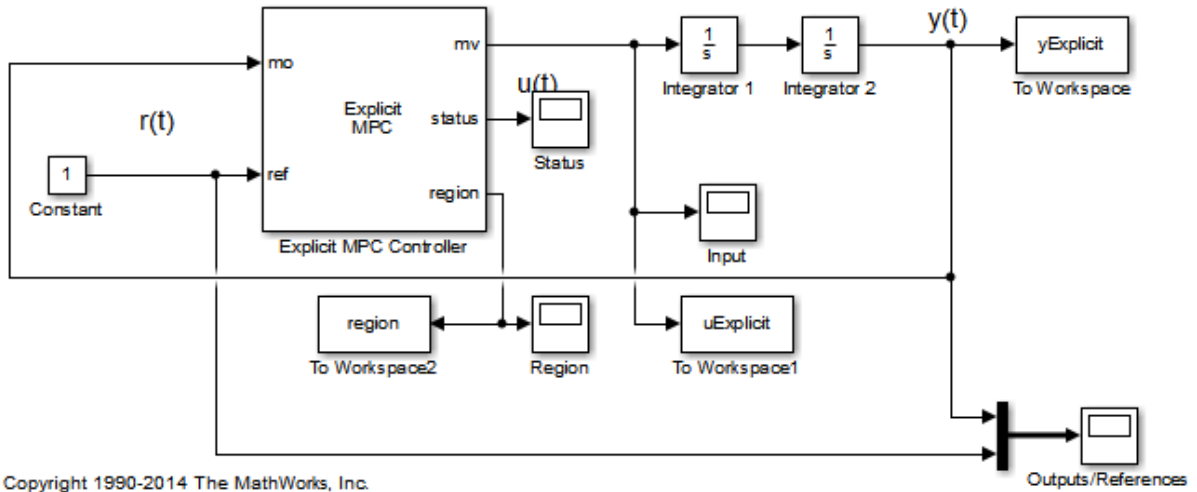 y(t)
mv
1
s
1
s
yExplicit
mo
Integrator 1
Integrator 2
To Workspace
u(t)
r(t)
Explicit
MPC
status
Status
1
ref
Constant
region
Explicit MPC Controller
Input
region
uExplicit
To Workspace2
Region
To Workspace1
Outputs/References
Copyright 1990-2014 The MathWorks, Inc.